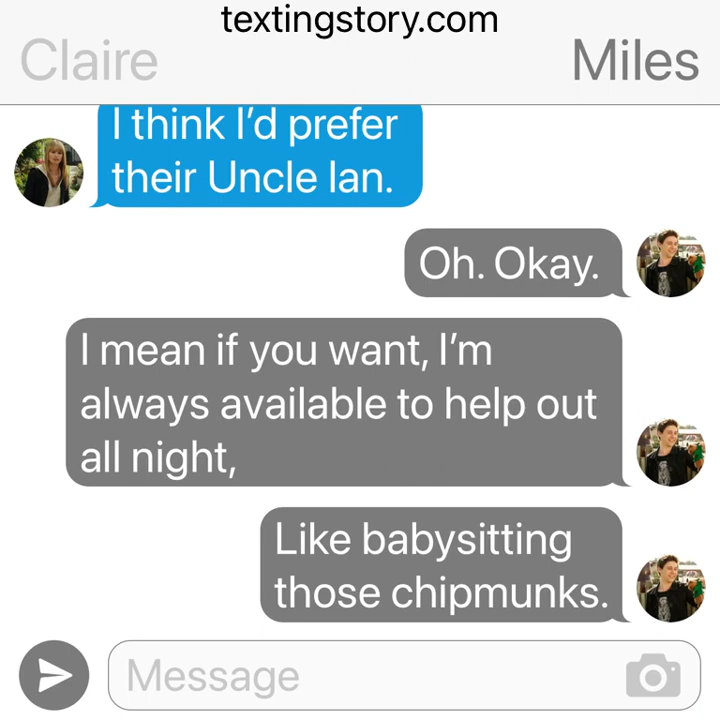 textingstory.com
Claire
Miles
I think I’d prefer
their Uncle Ian.
Oh. Okay.
I mean if you want, I’m
always available to help out
all night,
Like babysitting
those chipmunks.
Message